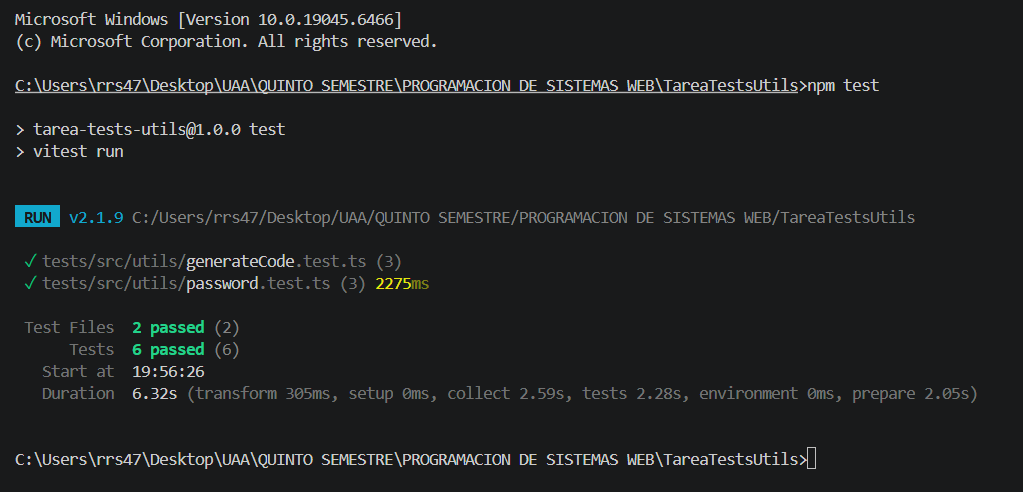 Microsoft Windows [Version 10.0.19045.6466]
(c) Microsoft Corporation. All rights reserved.
C:\Users\rrs47\Desktop\UAA\QUINTO SEMESTRE\PROGRAMACION DE SISTEMAS WEB\TareaTestsUtils>npm test
> tarea-tests-utils@1.0.0 test
> vitest run
RUN v2.1.9 C:/Users/rrs47/Desktop/UAA/QUINTO SEMESTRE/PROGRAMACION DE SISTEMAS WEB/TareaTestsUtils
✓ tests/src/utils/generateCode.test.ts (3)
✓ tests/src/utils/password.test.ts (3) 2275ms
Test Files 2 passed (2)
Tests 6 passed (6)
Start at 19:56:26
Duration 6.32s (transform 305ms, setup 0ms, collect 2.59s, tests 2.28s, environment 0ms, prepare 2.05s)
C:\Users\rrs47\Desktop\UAA\QUINTO SEMESTRE\PROGRAMACION DE SISTEMAS WEB\TareaTestsUtils>